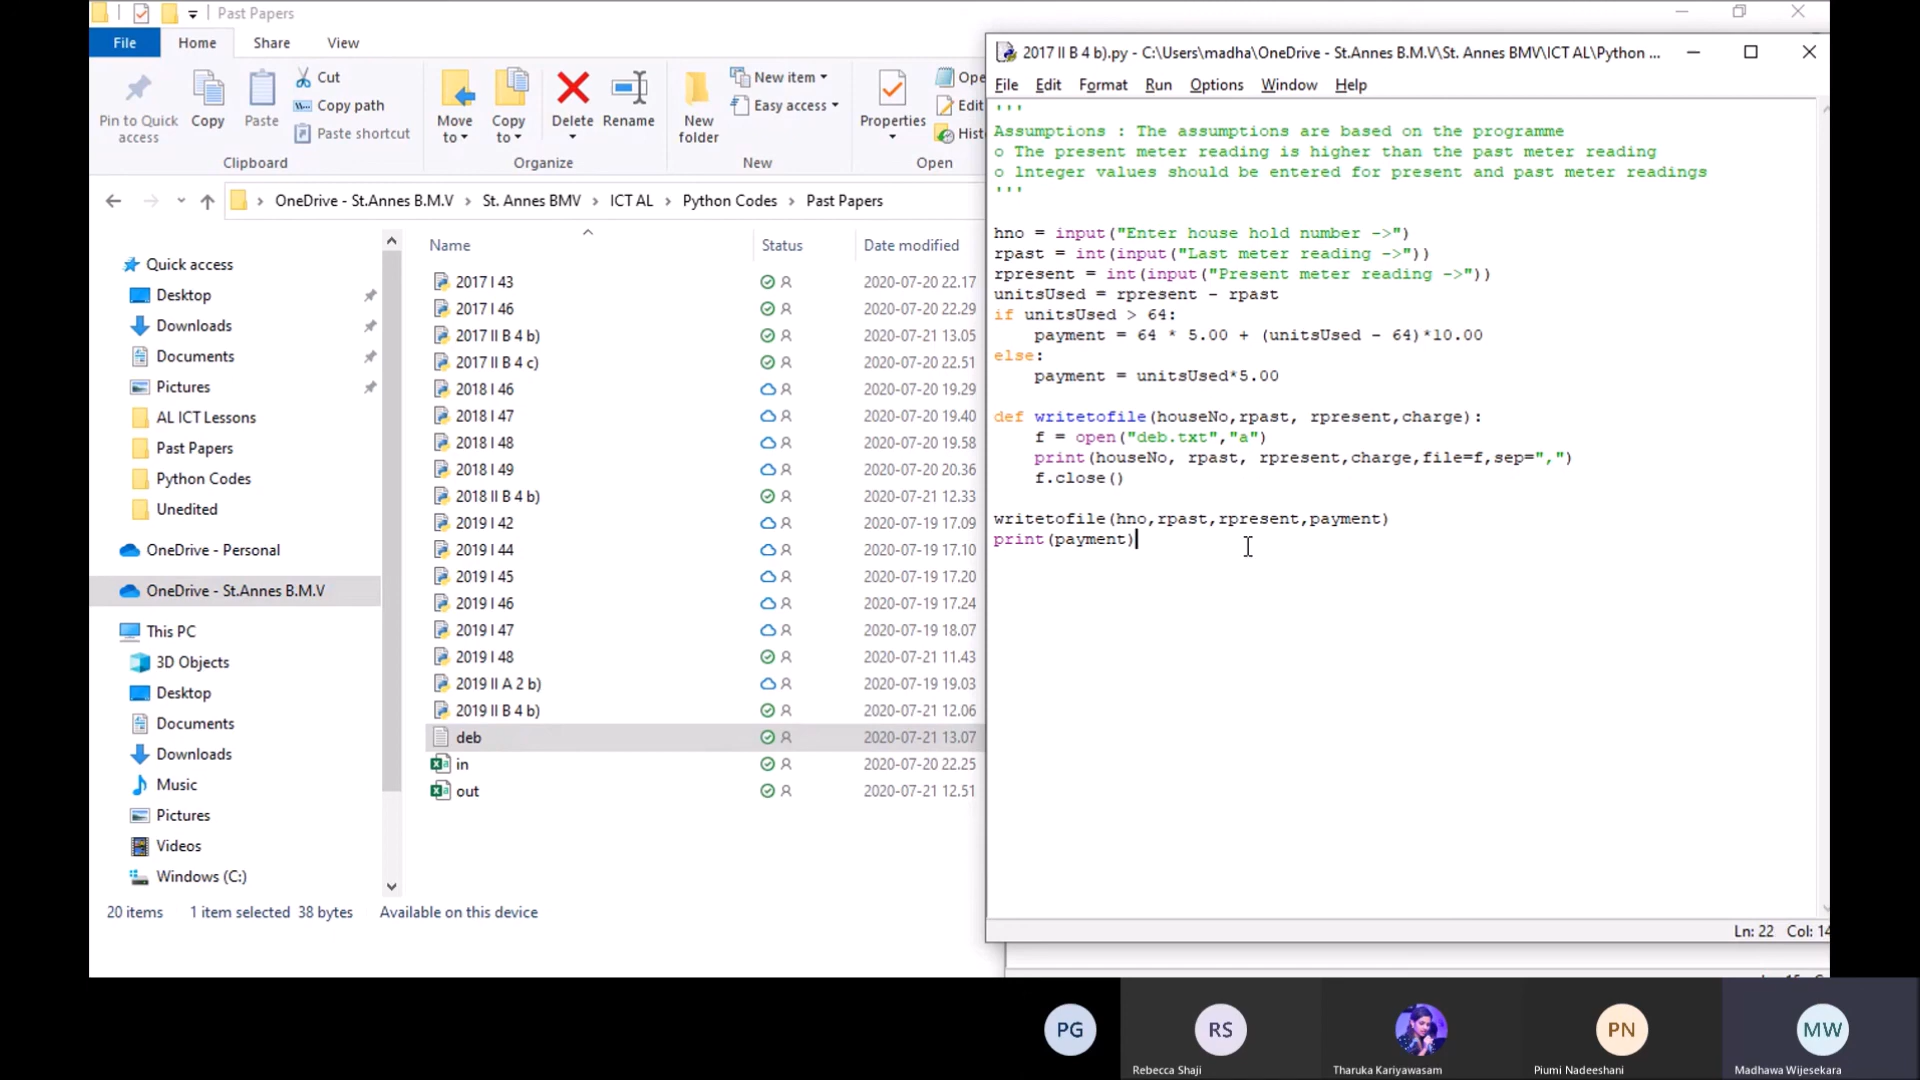 Past Papers
File Home Share View
Pin to Quick access
Copy
Paste
Cut
Copy path
Paste shortcut
Clipboard
Move to
Copy to
Delete
Rename
Organize
New folder
New item
Easy access
New
Properties
Ope
Edit
Hist
Open
OneDrive - St.Annes B.M.V > St. Annes BMV > ICT AL > Python Codes > Past Papers
Quick access
Desktop
Downloads
Documents
Pictures
AL ICT Lessons
Past Papers
Python Codes
Unedited
OneDrive - Personal
OneDrive - St.Annes B.M.V
This PC
3D Objects
Desktop
Documents
Downloads
Music
Pictures
Videos
Windows (C:)
Name Status Date modified
2017 I 43 2020-07-20 22.17
2017 I 46 2020-07-20 22.29
2017 II B 4 b) 2020-07-21 13.05
2017 II B 4 c) 2020-07-20 22.51
2018 I 46 2020-07-20 19.29
2018 I 47 2020-07-20 19.40
2018 I 48 2020-07-20 19.58
2018 I 49 2020-07-20 20.36
2018 II B 4 b) 2020-07-21 12.33
2019 I 42 2020-07-19 17.09
2019 I 44 2020-07-19 17.10
2019 I 45 2020-07-19 17.20
2019 I 46 2020-07-19 17.24
2019 I 47 2020-07-19 18.07
2019 I 48 2020-07-21 11.43
2019 II A 2 b) 2020-07-19 19.03
2019 II B 4 b) 2020-07-21 12.06
deb 2020-07-21 13.07
in 2020-07-20 22.25
out 2020-07-21 12.51
20 items 1 item selected 38 bytes Available on this device
2017 II B 4 b).py - C:\Users\madha\OneDrive - St.Annes B.M.V\St. Annes BMV\ICT AL\Python ...
File Edit Format Run Options Window Help
'''
Assumptions : The assumptions are based on the programme
o The present meter reading is higher than the past meter reading
o lnteger values should be entered for present and past meter readings
'''
hno = input("Enter house hold number ->")
rpast = int(input("Last meter reading ->"))
rpresent = int(input("Present meter reading ->"))
unitsUsed = rpresent - rpast
if unitsUsed > 64:
    payment = 64 * 5.00 + (unitsUsed - 64)*10.00
else:
    payment = unitsUsed*5.00
def writetofile(houseNo,rpast, rpresent,charge):
    f = open("deb.txt","a")
    print(houseNo, rpast, rpresent,charge,file=f,sep=",")
    f.close()
writetofile(hno,rpast,rpresent,payment)
print(payment)
Ln: 22 Col: 14
PG
RS
PN
MW
Rebecca Shaji
Tharuka Kariyawasam
Piumi Nadeeshani
Madhawa Wijesekara